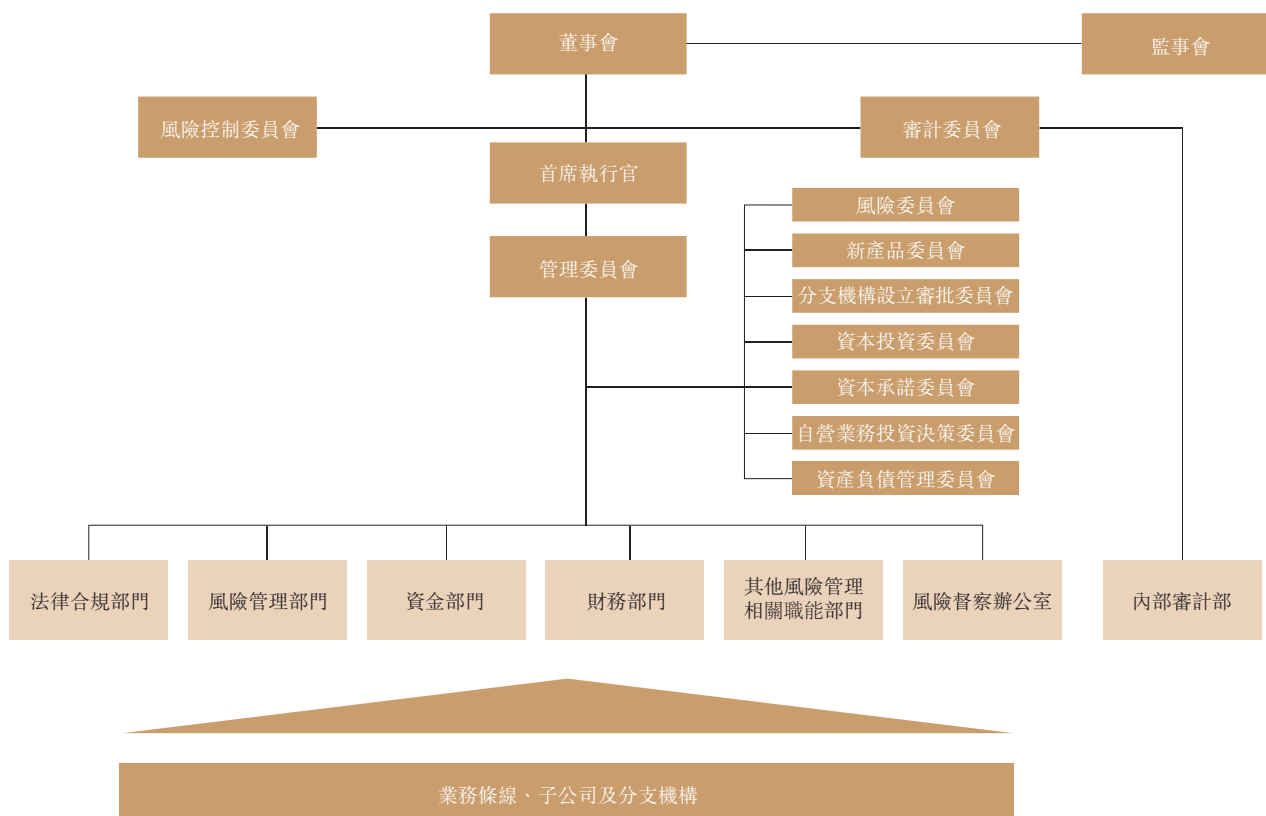 董事會
監事會
風險控制委員會
審計委員會
首席執行官
管理委員會
風險委員會
新產品委員會
分支機構設立審批委員會
資本投資委員會
資本承諾委員會
自營業務投資決策委員會
資產負債管理委員會
法律合規部門
風險管理部門
資金部門
財務部門
其他風險管理
相關職能部門
風險督察辦公室
內部審計部
業務條線、子公司及分支機構